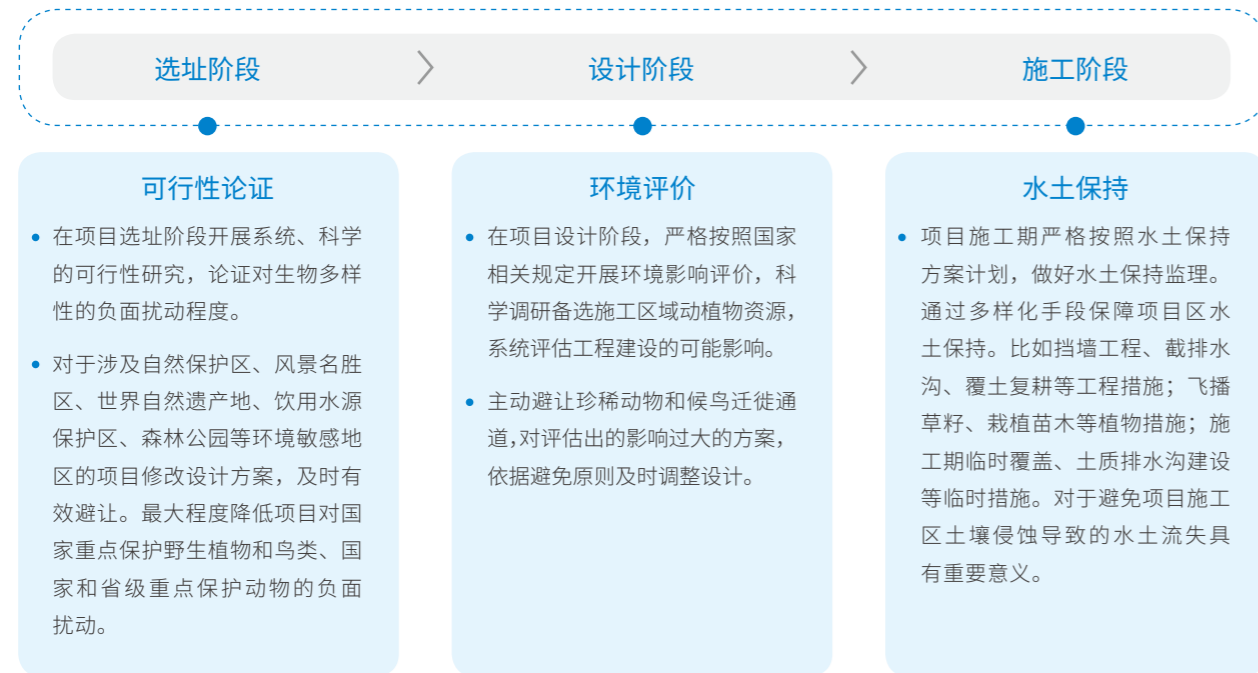 选址阶段
设计阶段
施工阶段
可行性论证
在项目选址阶段开展系统、科学
的可行性研究，论证对生物多样
性的负面扰动程度。
对于涉及自然保护区、风景名胜
区、世界自然遗产地、饮用水源
保护区、森林公园等环境敏感地
区的项目修改设计方案，及时有
效避让。最大程度降低项目对国
家重点保护野生植物和鸟类、国
家和省级重点保护动物的负面
扰动。
环境评价
在项目设计阶段，严格按照国家
相关规定开展环境影响评价，科
学调研备选施工区域动植物资源，
系统评估工程建设的可能影响。
主动避让珍稀动物和候鸟迁徙通
道，对评估出的影响过大的方案，
依据避免原则及时调整设计。
水土保持
项目施工期严格按照水土保持
方案计划，做好水土保持监理。
通过多样化手段保障项目区水
土保持。比如挡墙工程、截排水
沟、覆土复耕等工程措施；飞播
草籽、栽植苗木等植物措施；施
工期临时覆盖、土质排水沟建设
等临时措施。对于避免项目施工
区土壤侵蚀导致的水土流失具
有重要意义。